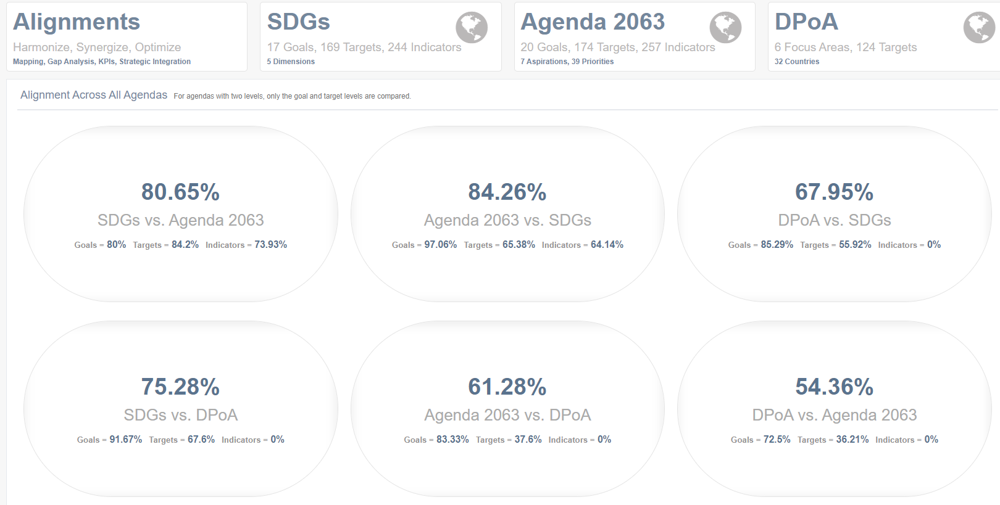 Alignments
Harmonize, Synergize, Optimize
Mapping, Gap Analysis, KPIs, Strategic Integration
SDGs
17 Goals, 169 Targets, 244 Indicators
5 Dimensions
Agenda 2063
20 Goals, 174 Targets, 257 Indicators
7 Aspirations, 39 Priorities
DPoA
6 Focus Areas, 124 Targets
32 Countries
Alignment Across All Agendas For agendas with two levels, only the goal and target levels are compared.
80.65%
SDGs vs. Agenda 2063
Goals = 80% Targets = 84.2% Indicators = 73.93%
84.26%
Agenda 2063 vs. SDGs
Goals = 97.06% Targets = 65.38% Indicators = 64.14%
67.95%
DPoA vs. SDGs
Goals = 85.29% Targets = 55.92% Indicators = 0%
75.28%
SDGs vs. DPoA
Goals = 91.67% Targets = 67.6% Indicators = 0%
61.28%
Agenda 2063 vs. DPoA
Goals = 83.33% Targets = 37.6% Indicators = 0%
54.36%
DPoA vs. Agenda 2063
Goals = 72.5% Targets = 36.21% Indicators = 0%